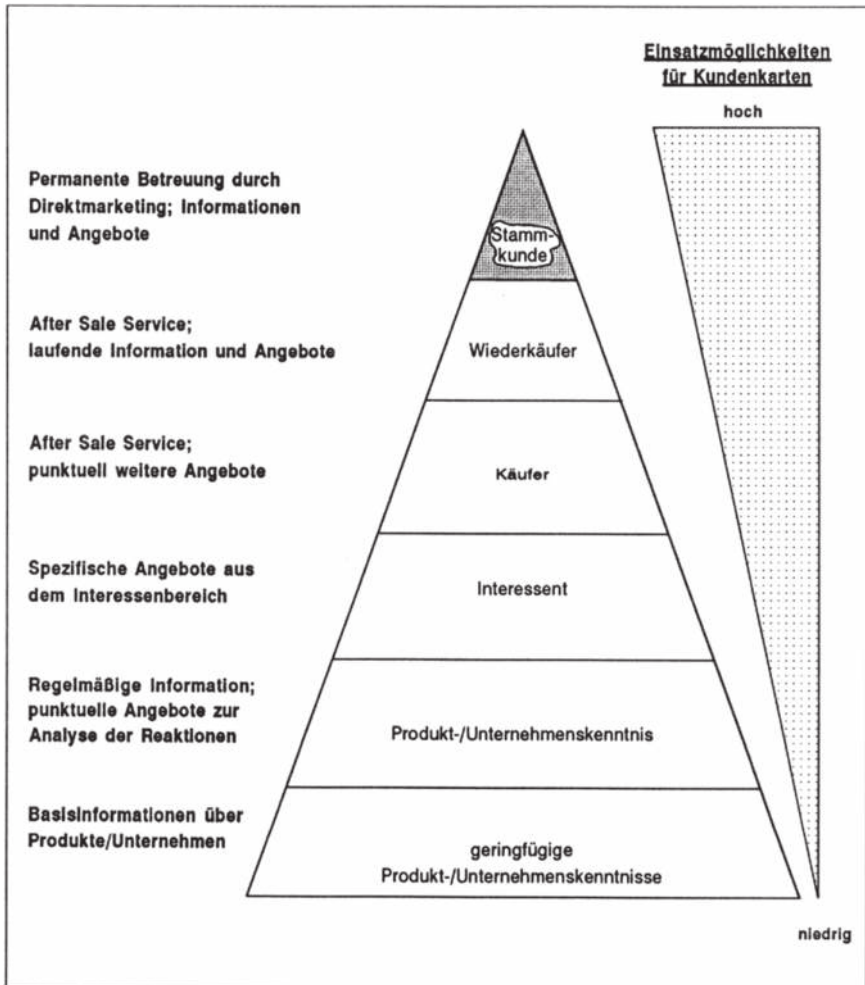 Einsatzmöglichkeiten
für Kundenkarten
hoch
Permanente Betreuung durch
Direktmarketing; Informationen
und Angebote
Stamm-
kunde
After Sale Service;
laufende Information und Angebote
Wiederkäufer
After Sale Service;
punktuell weitere Angebote
Käufer
Spezifische Angebote aus
dem Interessenbereich
Interessent
Regelmäßige Information;
punktuelle Angebote zur
Analyse der Reaktionen
Produkt-/Unternehmenskenntnis
Basisinformationen über
Produkte/Unternehmen
geringfügige
Produkt-/Unternehmenskenntnisse
niedrig